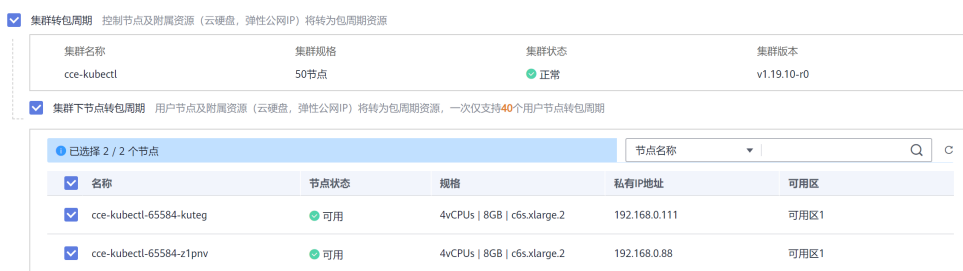 集群转包周期 控制节点及附属资源（云硬盘，弹性公网IP）将转为包周期资源
集群名称 集群规格 集群状态 集群版本
cce-kubectl 50节点 正常 v1.19.10-r0
集群下节点转包周期 用户节点及附属资源（云硬盘，弹性公网IP）将转为包周期资源，一次仅支持40个用户节点转包周期
已选择 2 / 2 个节点 节点名称
名称 节点状态 规格 私有IP地址 可用区
cce-kubectl-65584-kuteg 可用 4vCPUs | 8GB | c6s.xlarge.2 192.168.0.111 可用区1
cce-kubectl-65584-z1pnv 可用 4vCPUs | 8GB | c6s.xlarge.2 192.168.0.88 可用区1